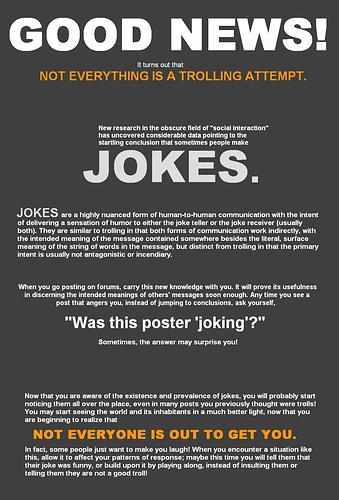 GOOD NEWS!
It turns out that
NOT EVERYTHING IS A TROLLING ATTEMPT.
New research in the obscure field of "social interaction"
has uncovered considerable data pointing to the
startling conclusion that sometimes people make
JOKES.
JOKES are a highly nuanced form of human-to-human communication with the intent
of delivering a sensation of humor to either the joke teller or the joke receiver (usually
both). They are similar to trolling in that both forms of communication work indirectly, with
the intended meaning of the message contained somewhere besides the literal, surface
meaning of the string of words in the message, but distinct from trolling in that the primary
intent is usually not antagonistic or incendiary.
When you go posting on forums, carry this new knowledge with you. It will prove its usefulness
in discerning the intended meanings of others' messages soon enough. Any time you see a
post that angers you, instead of jumping to conclusions, ask yourself,
"Was this poster 'joking'?"
Sometimes, the answer may surprise you!
Now that you are aware of the existence and prevalence of jokes, you will probably start
noticing them all over the place, even in many posts you previously thought were trolls!
You may start seeing the world and its inhabitants in a much better light, now that you
are beginning to realize that
NOT EVERYONE IS OUT TO GET YOU.
In fact, some people just want to make you laugh! When you encounter a situation like
this, allow it to affect your patterns of response; maybe this time you will tell them that
their joke was funny, or build upon it by playing along, instead of insulting them or
telling them they are not a good troll!